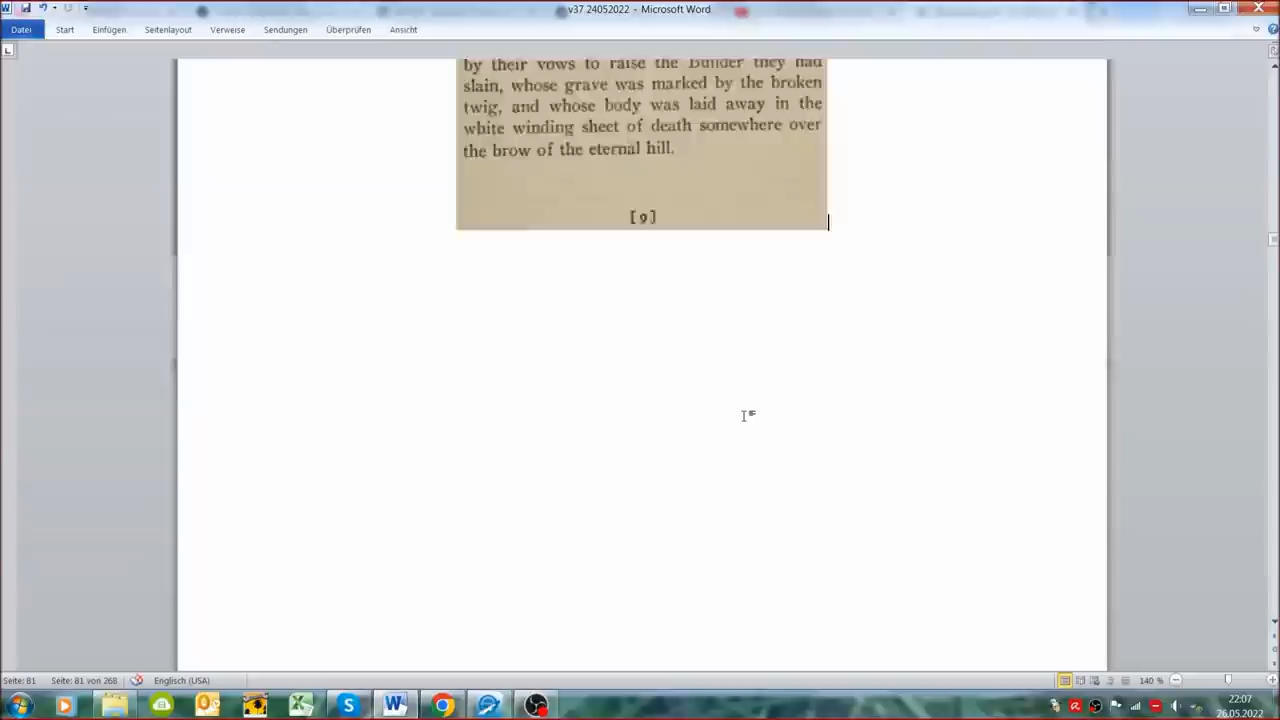 v37 24052022 - Microsoft Word
Datei Start Einfügen Seitenlayout Verweise Sendungen Überprüfen Ansicht
by their vows to raise the Builder they had
slain, whose grave was marked by the broken
twig, and whose body was laid away in the
white winding sheet of death somewhere over
the brow of the eternal hill.
[9]
Seite: 81 Seite: 81 von 268 Englisch (USA) 140 %
22:07
26.05.2022